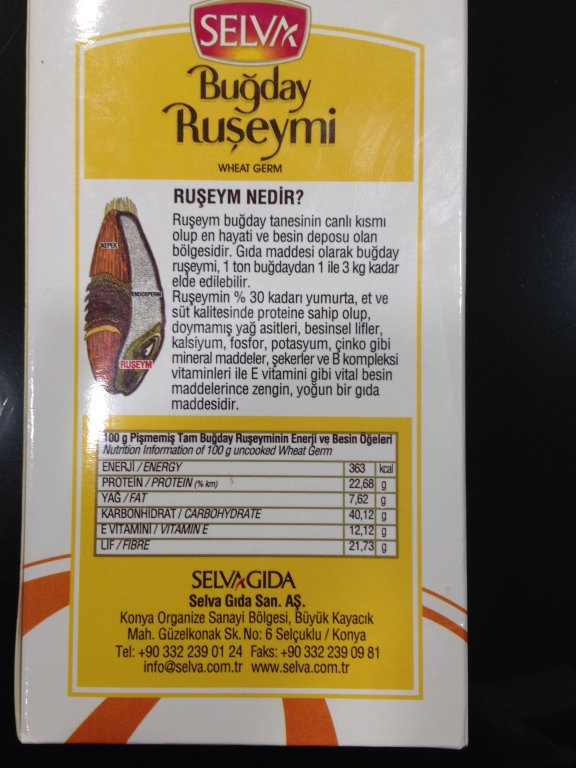 SELVA
Buğday
Ruşeymi
WHEAT GERM
RUŞEYM NEDİR?
Ruşeym buğday tanesinin canlı kısmı
olup en hayati ve besin deposu olan
bölgesidir. Gıda maddesi olarak buğday
ruşeymi, 1 ton buğdaydan 1 ile 3 kg kadar
elde edilebilir.
Ruşeymin % 30 kadarı yumurta, et ve
süt kalitesinde proteine sahip olup,
doymamış yağ asitleri, besinsel lifler,
kalsiyum, fosfor, potasyum, çinko gibi
mineral maddeler, şekerler ve B kompleksi
vitaminleri ile E vitamini gibi vital besin
maddelerince zengin, yoğun bir gıda
maddesidir.
KEPEK
ENDOSPERM
RUŞEYM
100 g Pişmemiş Tam Buğday Ruşeyminin Enerji ve Besin Öğeleri
Nutrition Information of 100 g uncooked Wheat Germ
ENERJİ / ENERGY 363 kcal
PROTEİN / PROTEIN (% km) 22,68 g
YAĞ / FAT 7,62 g
KARBONHİDRAT / CARBOHYDRATE 40,12 g
E VİTAMİNİ / VITAMIN E 12,12 g
LİF / FIBRE 21,73 g
SELVA GIDA
Selva Gıda San. AŞ.
Konya Organize Sanayi Bölgesi, Büyük Kayacık
Mah. Güzelkonak Sk. No: 6 Selçuklu / Konya
Tel: +90 332 239 01 24 Faks: +90 332 239 09 81
info@selva.com.tr www.selva.com.tr